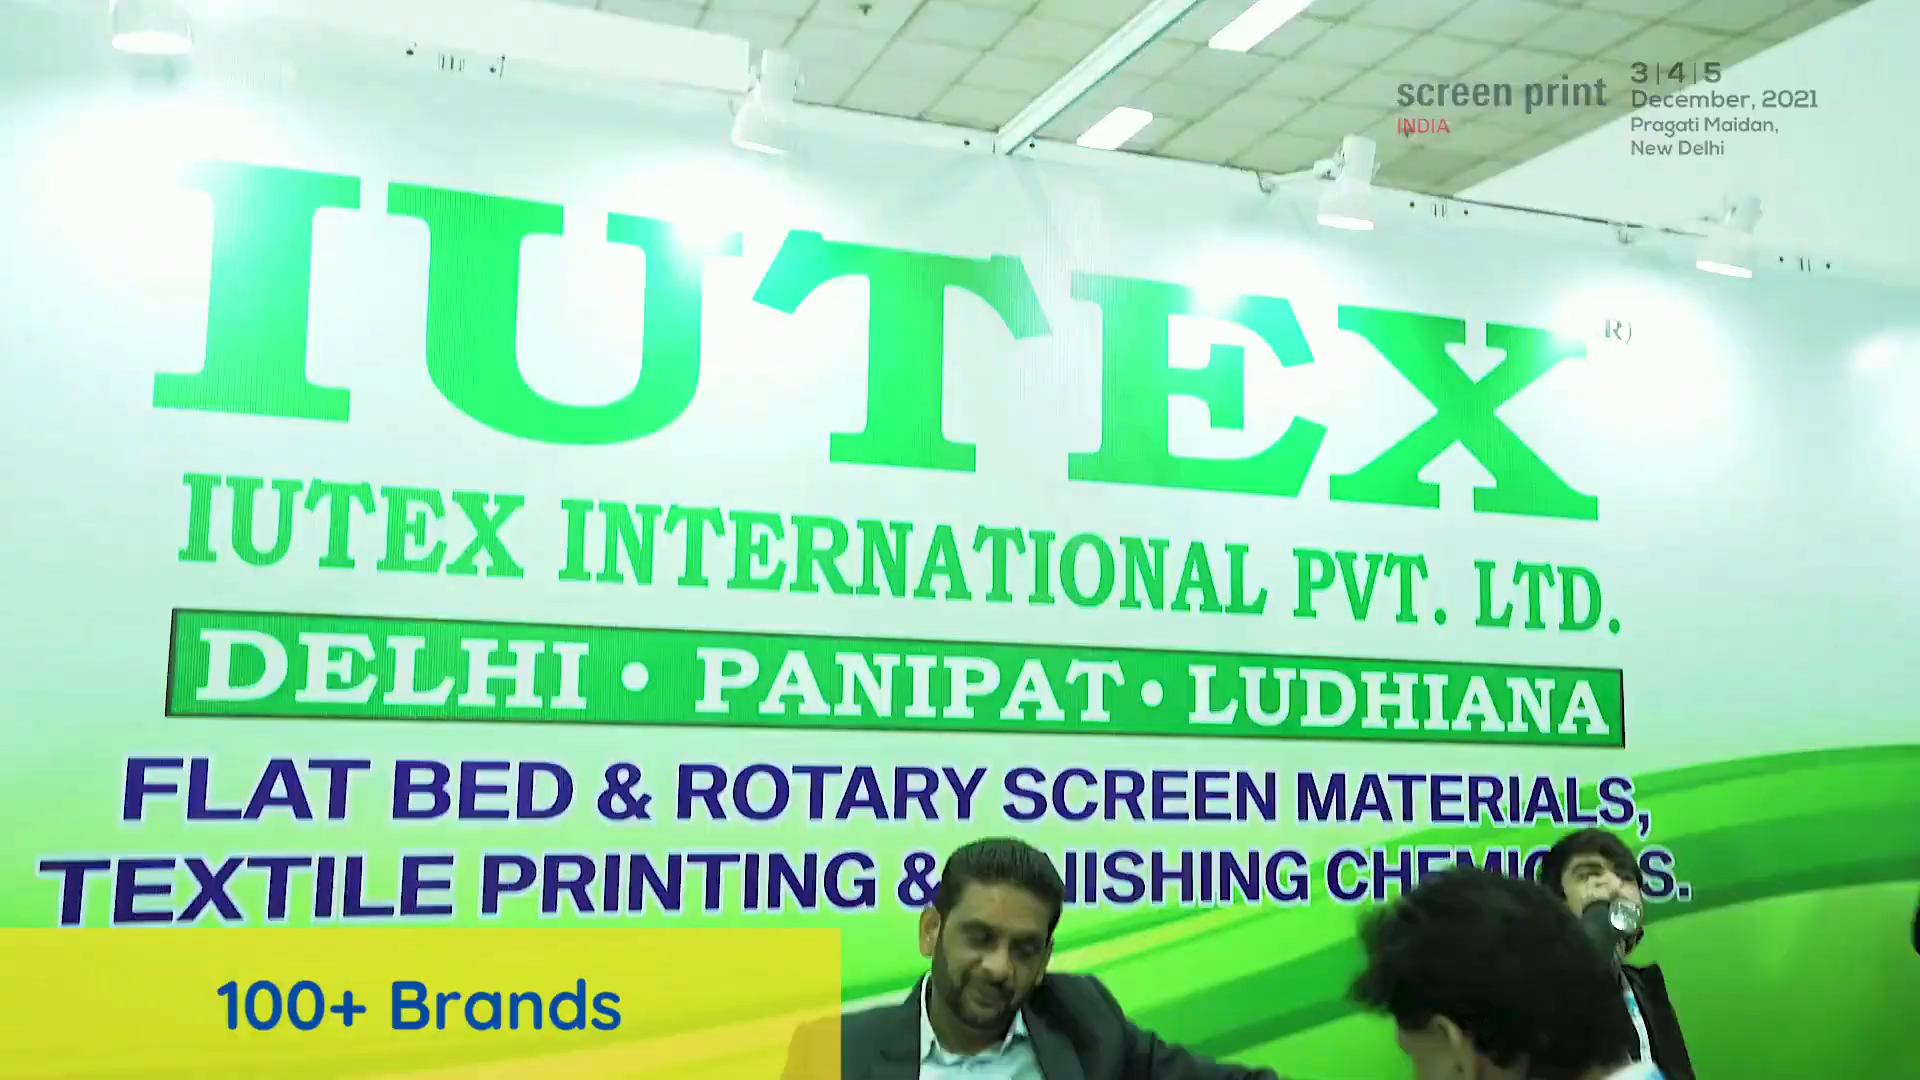 screen print
INDIA
3|4|5
December, 2021
Pragati Maidan,
New Delhi
IUTEX
IUTEX INTERNATIONAL PVT. LTD.
DELHI • PANIPAT • LUDHIANA
FLAT BED & ROTARY SCREEN MATERIALS,
TEXTILE PRINTING &
100+ Brands